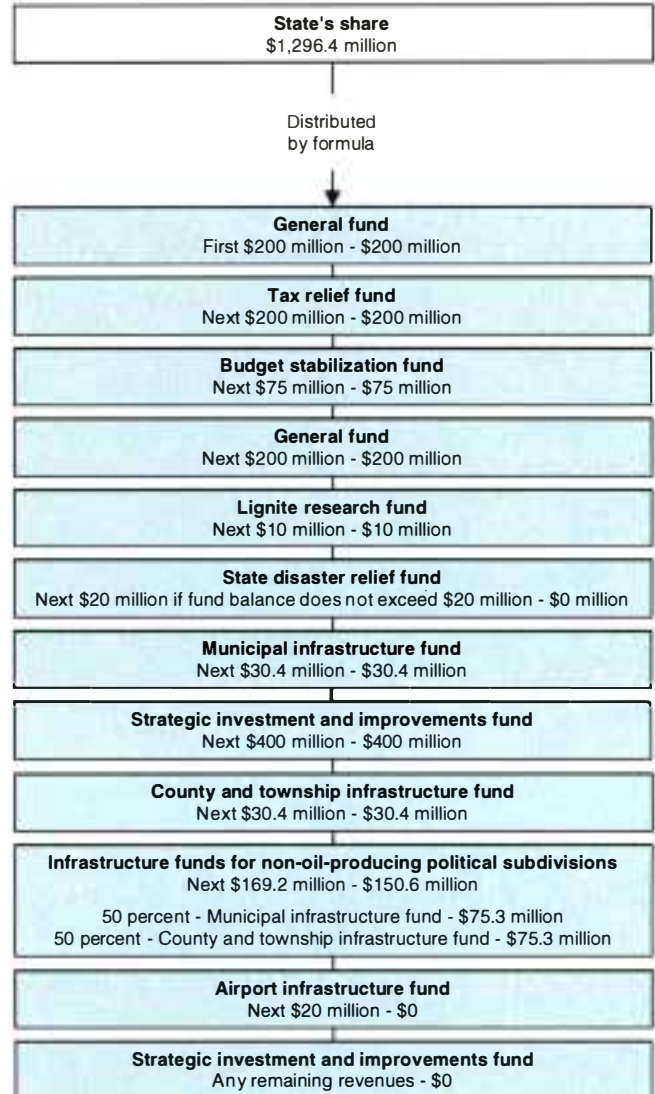 State's share
$1,296.4 million
Distributed
by formula
General fund
First $200 million - $200 million
Tax relief fund
Next $200 million - $200 million
Budget stabilization fund
Next $75 million - $75 million
General fund
Next $200 million - $200 million
Lignite research fund
Next $10 million - $10 million
State disaster relief fund
Next $20 million if fund balance does not exceed $20 million - $0 million
Municipal infrastructure fund
Next $30.4 million - $30.4 million
Strategic investment and improvements fund
Next $400 million - $400 million
County and township infrastructure fund
Next $30.4 million - $30.4 million
Infrastructure funds for non-oil-producing political subdivisions
Next $169.2 million - $150.6 million
50 percent - Municipal infrastructure fund - $75.3 million
50 percent - County and township infrastructure fund - $75.3 million
Airport infrastructure fund
Next $20 million - $0
Strategic investment and improvements fund
Any remaining revenues - $0